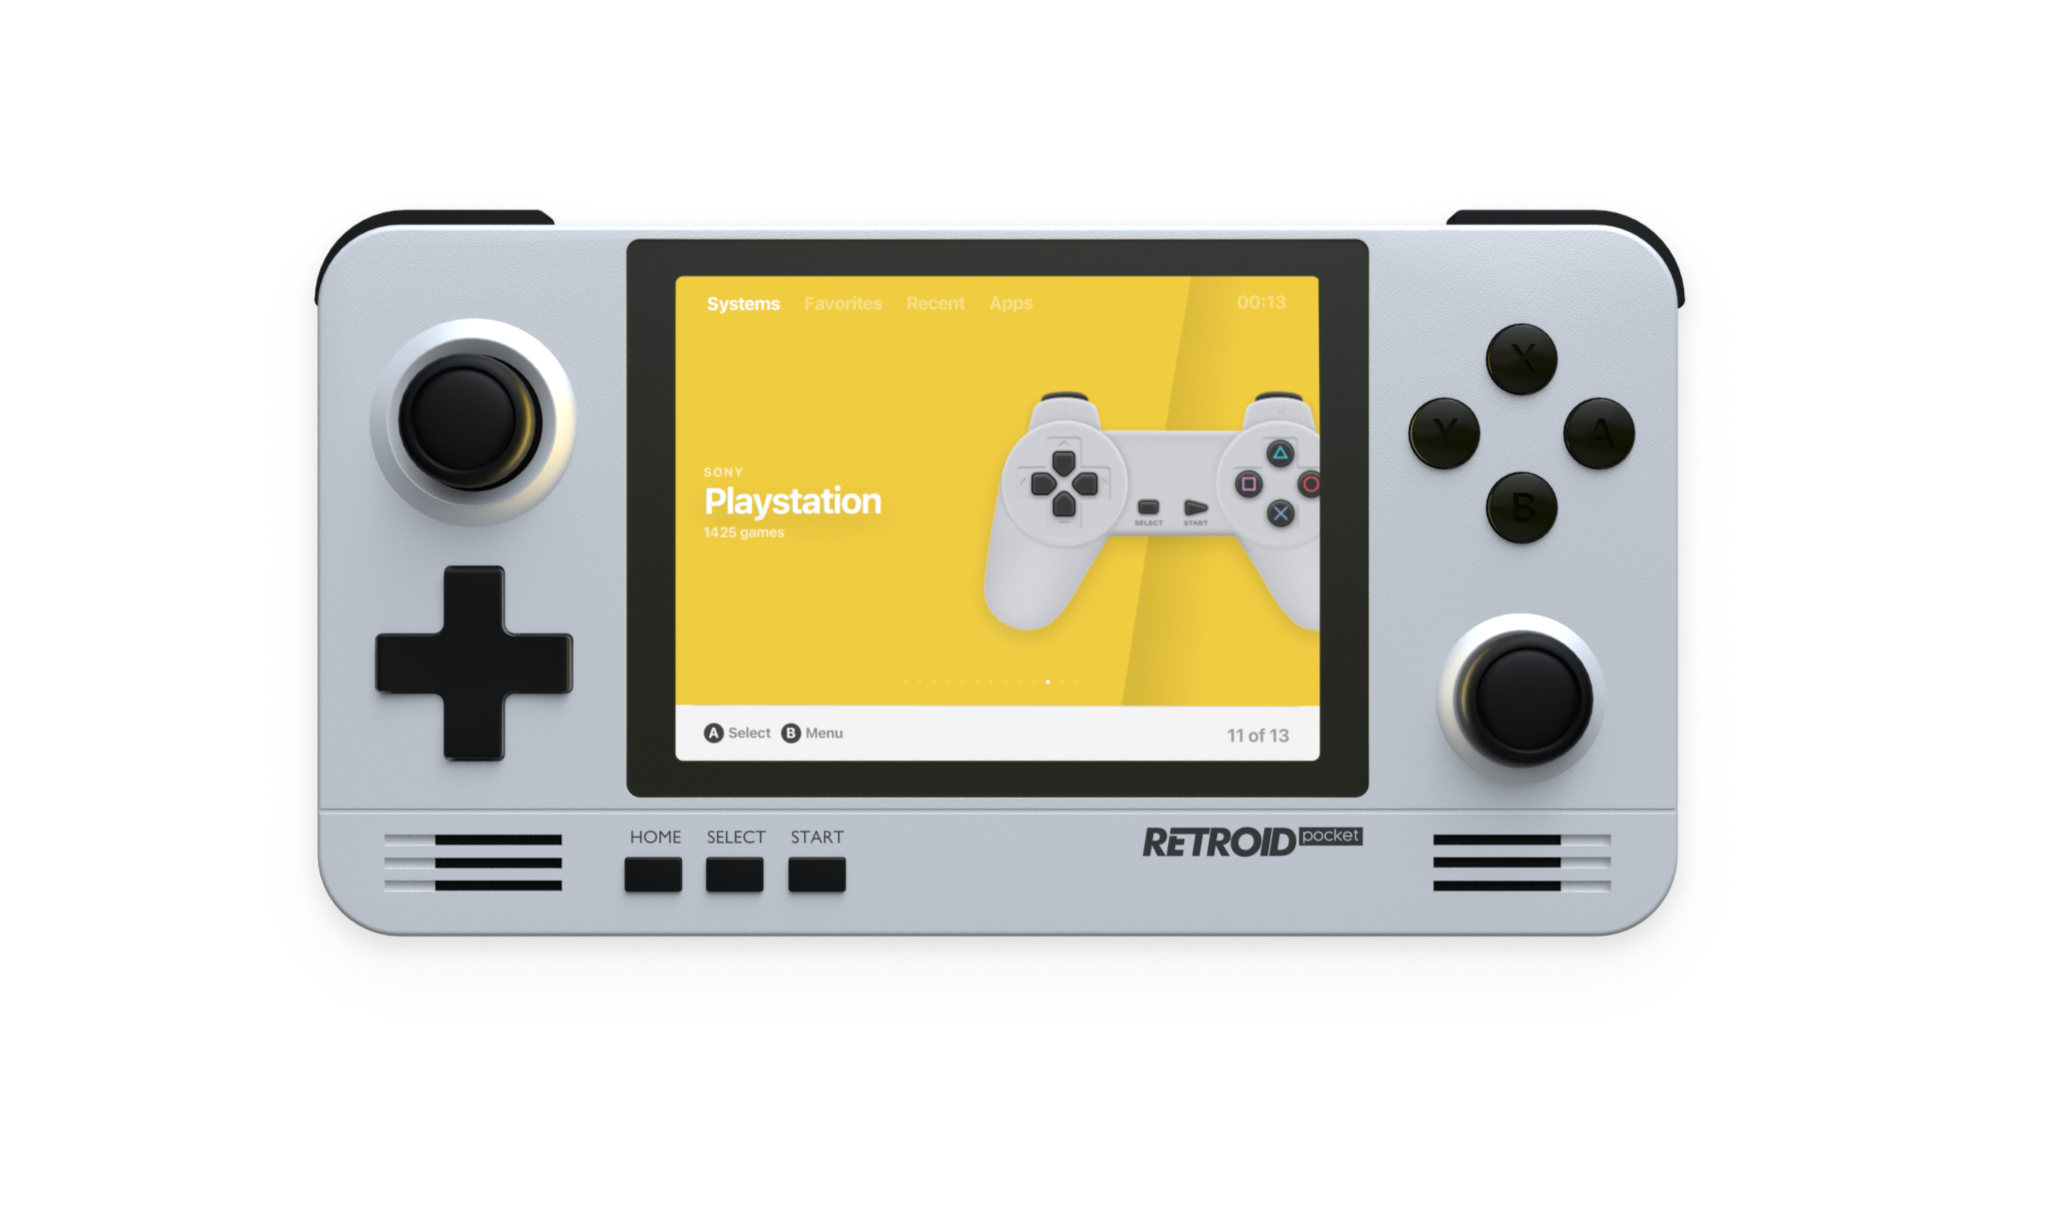 Systems Favorites Recent Apps 00:13
SONY
Playstation
1425 games
SELECT START
A Select B Menu 11 of 13
X
Y A
B
HOME SELECT START
RETROID pocket